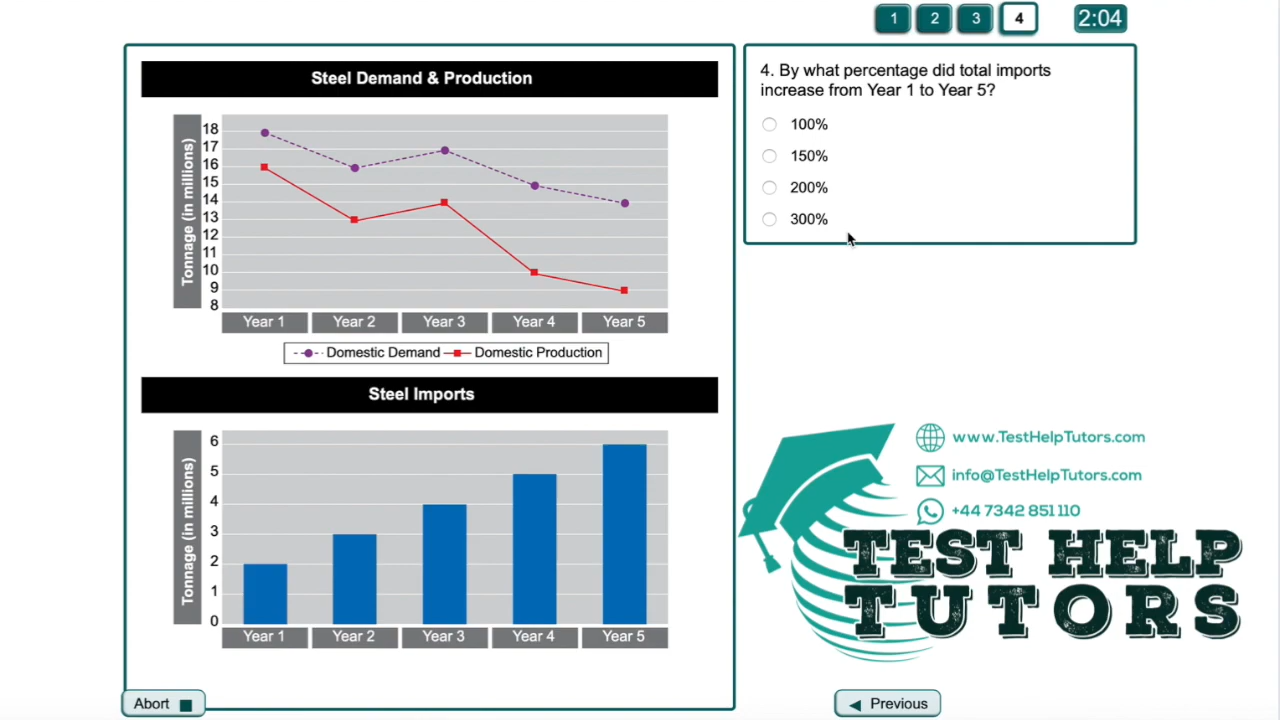 1 2 3 4 2:04
Steel Demand & Production
Tonnage (in millions)
18
17
16
15
14
13
12
11
10
9
8
Year 1 Year 2 Year 3 Year 4 Year 5
Domestic Demand Domestic Production
Steel Imports
Tonnage (in millions)
6
5
4
3
2
1
0
Year 1 Year 2 Year 3 Year 4 Year 5
Abort
4. By what percentage did total imports
increase from Year 1 to Year 5?
100%
150%
200%
300%
www.TestHelpTutors.com
info@TestHelpTutors.com
+44 7342 851 110
TEST HELP
TUTORS
Previous